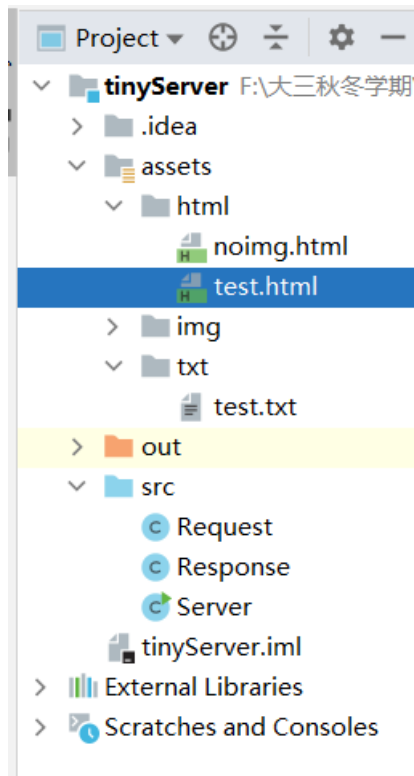 Project
tinyServer F:\大三秋冬学期
.idea
assets
html
noimg.html
H
test.html
H
img
txt
test.txt
out
src
C Request
C Response
C Server
tinyServer.iml
External Libraries
Scratches and Consoles